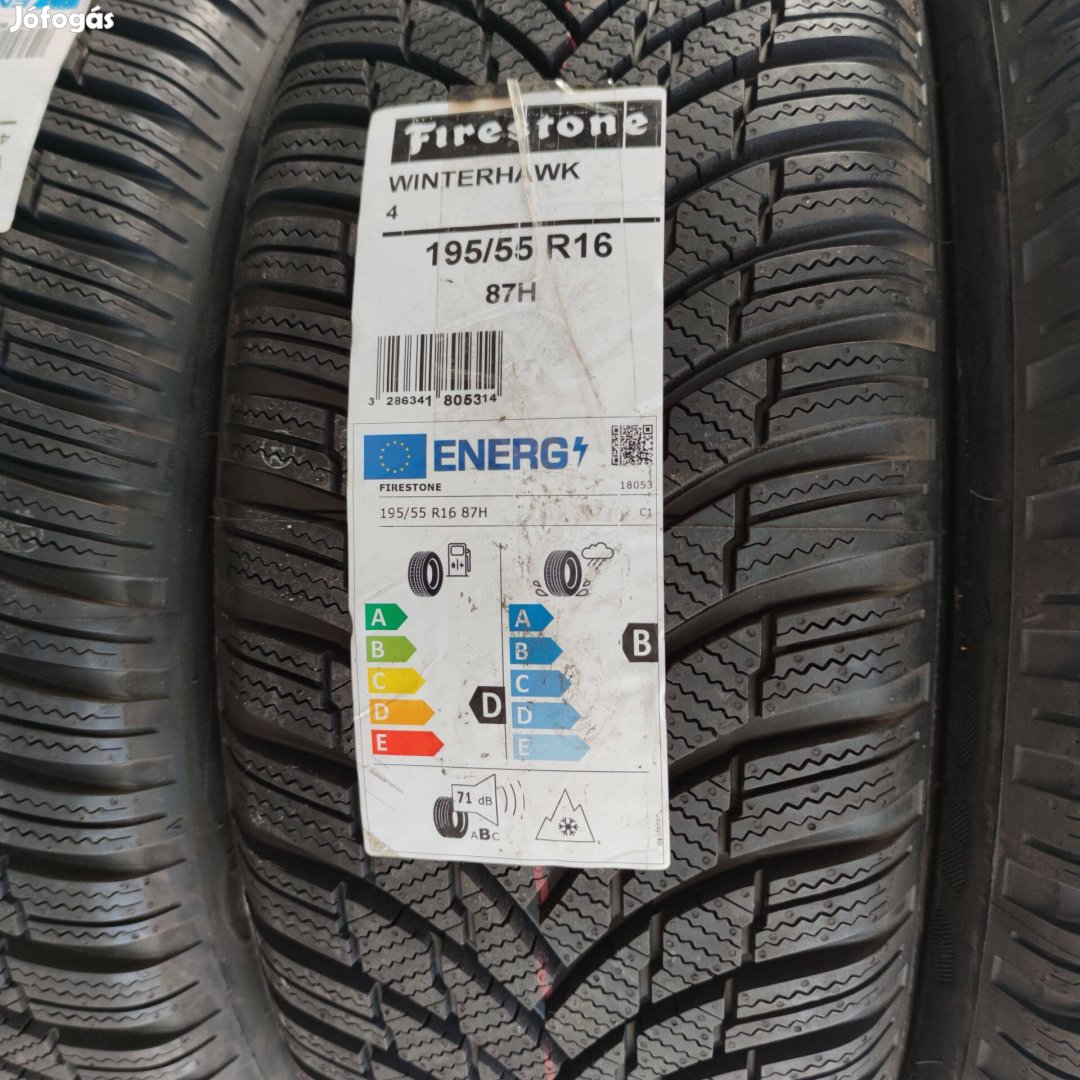 Jófogás
Firestone
WINTERHAWK
4
195/55 R16
87H
3 286341 805314
ENERG
FIRESTONE
18053
195/55 R16 87H
C1
A
B
C
D
E
D
A
B
C
D
E
B
71 dB
ABC